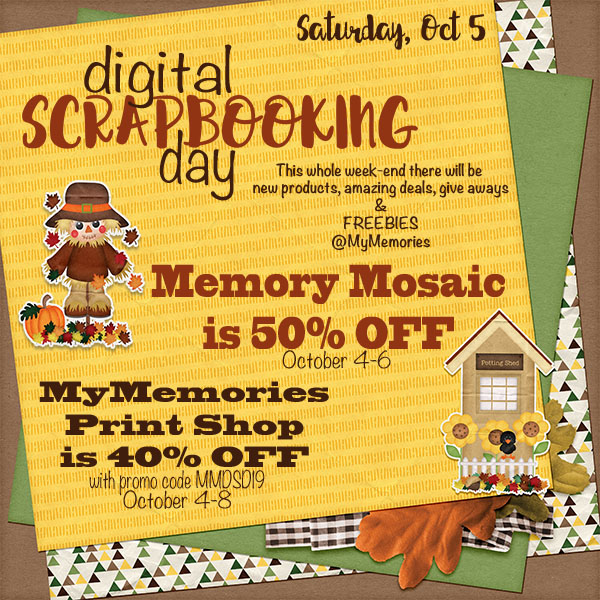 Saturday, Oct 5
digital
SCRAPBOOKING
day
This whole week-end there will be
new products, amazing deals, give aways
&
FREEBIES
@MyMemories
Memory Mosaic
is 50% OFF
October 4-6
Potting Shed
MyMemories
Print Shop
is 40% OFF
with promo code MMDSD19
October 4-8